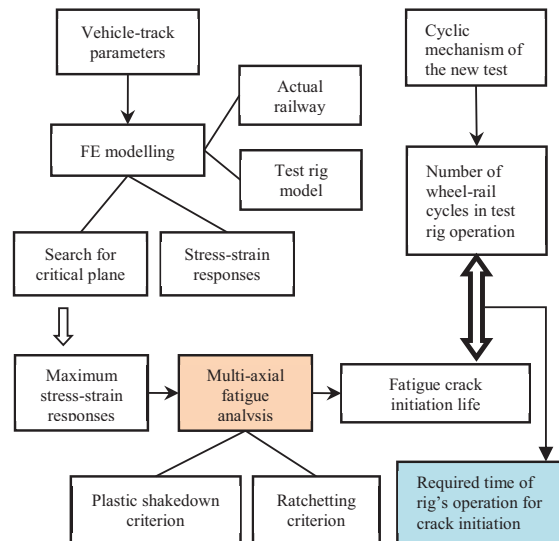 Vehicle-track
parameters
Cyclic
mechanism of
the new test
Actual
railway
FE modelling
Test rig
model
Number of
wheel-rail
cycles in test
rig operation
Search for
critical plane
Stress-strain
responses
Maximum
stress-strain
responses
Multi-axial
fatigue
analysis
Fatigue crack
initiation life
Plastic shakedown
criterion
Ratchetting
criterion
Required time of
rig's operation for
crack initiation